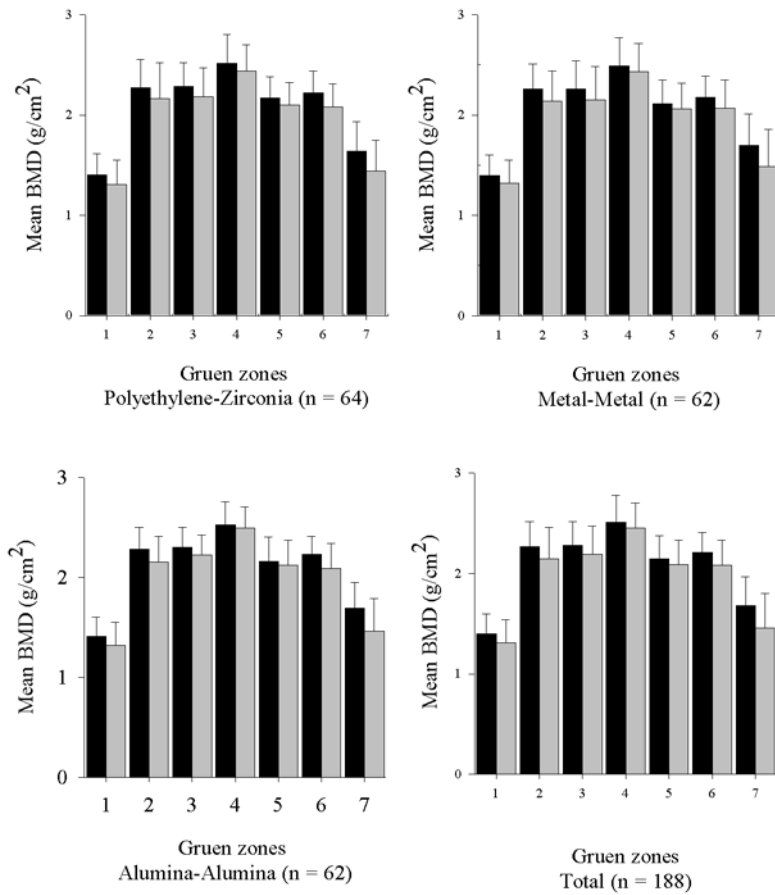 3
2
1
0
Mean BMD (g/cm²)
1 2 3 4 5 6 7
Gruen zones
Polyethylene-Zirconia (n = 64)
3
2
1
0
Mean BMD (g/cm²)
1 2 3 4 5 6 7
Gruen zones
Metal-Metal (n = 62)
3
2
1
0
Mean BMD (g/cm²)
1 2 3 4 5 6 7
Gruen zones
Alumina-Alumina (n = 62)
3
2
1
0
Mean BMD (g/cm²)
1 2 3 4 5 6 7
Gruen zones
Total (n = 188)